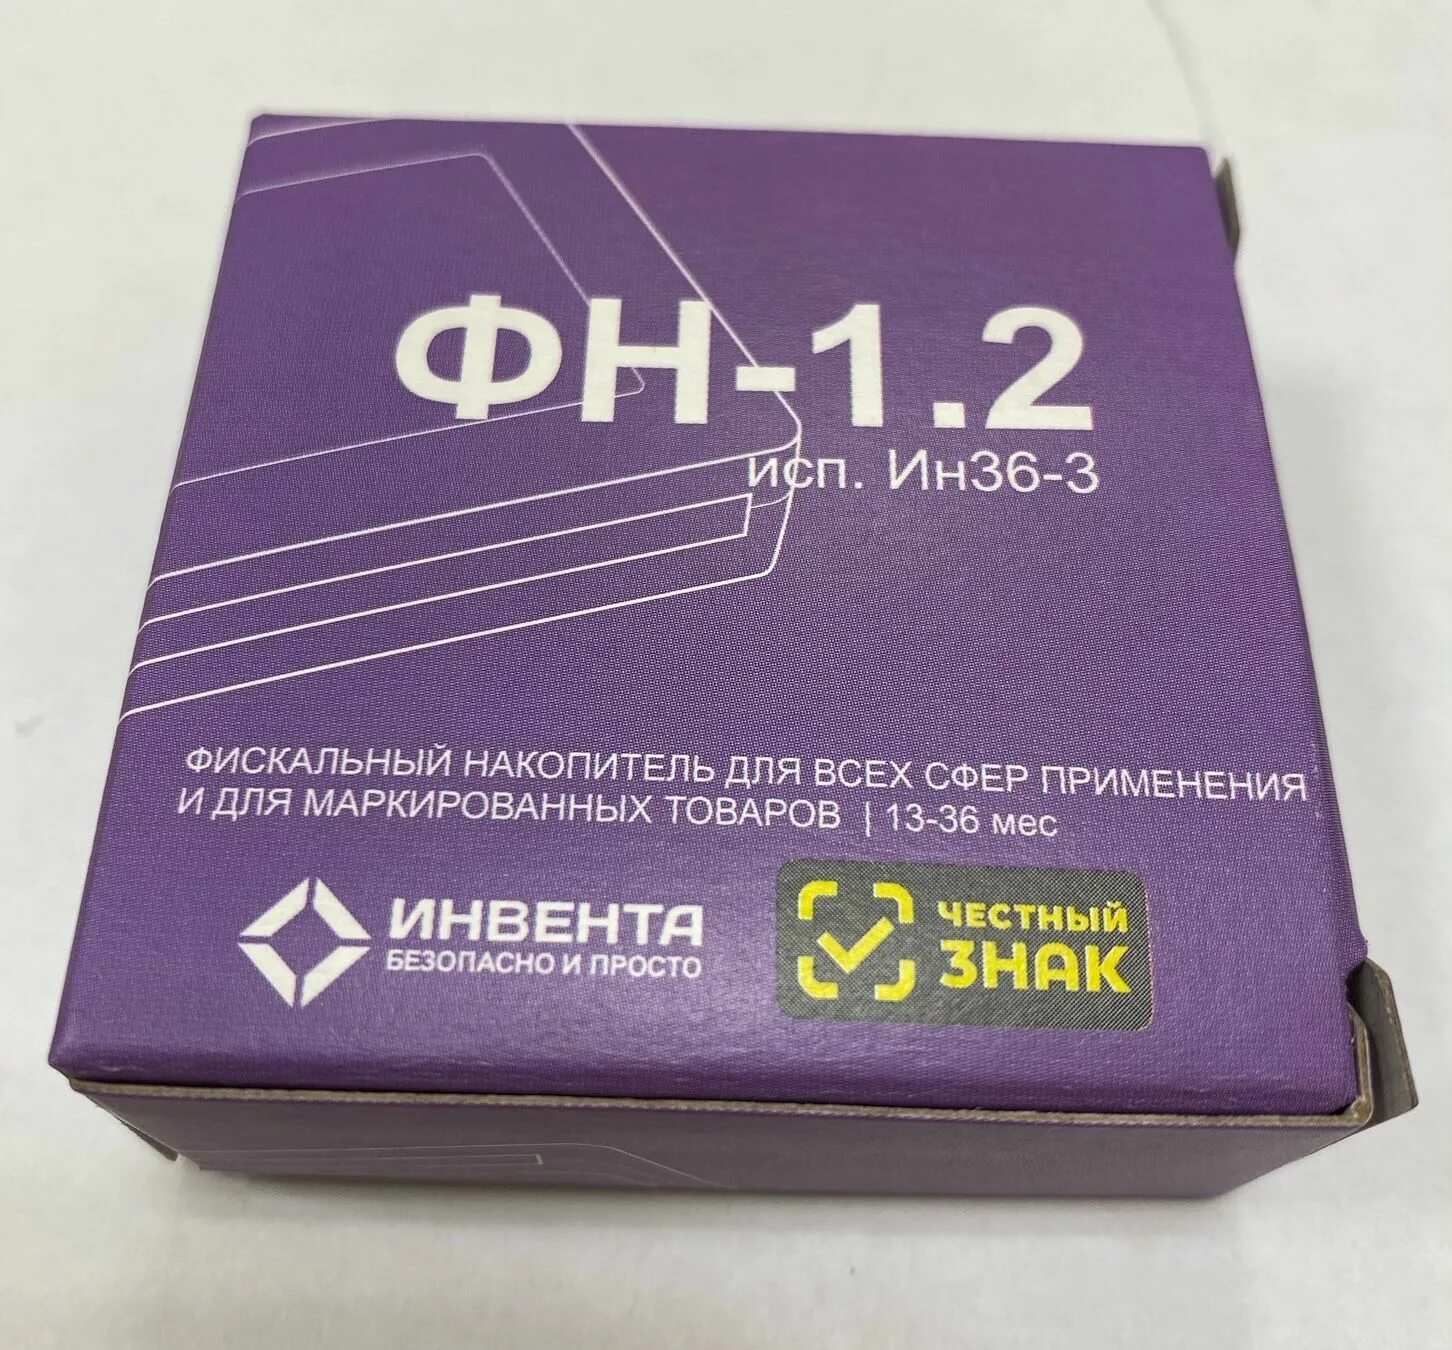 ФН-1.2
исп. Ин36-3
ФИСКАЛЬНЫЙ НАКОПИТЕЛЬ ДЛЯ ВСЕХ СФЕР ПРИМЕНЕНИЯ
И ДЛЯ МАРКИРОВАННЫХ ТОВАРОВ | 13-36 мес
ИНВЕНТА
БЕЗОПАСНО И ПРОСТО
ЧЕСТНЫЙ
ЗНАК